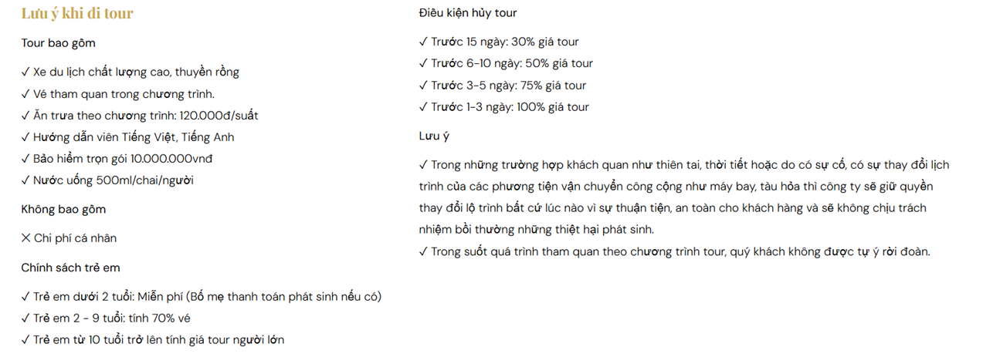 Lưu ý khi đi tour
Tour bao gồm
✓ Xe du lịch chất lượng cao, thuyền rồng
✓ Vé tham quan trong chương trình.
✓ Ăn trưa theo chương trình: 120.000đ/suất
✓ Hướng dẫn viên Tiếng Việt, Tiếng Anh
✓ Bảo hiểm trọn gói 10.000.000vnđ
✓ Nước uống 500ml/chai/người
Không bao gồm
✕ Chi phí cá nhân
Chính sách trẻ em
✓ Trẻ em dưới 2 tuổi: Miễn phí (Bố mẹ thanh toán phát sinh nếu có)
✓ Trẻ em 2 - 9 tuổi: tính 70% vé
✓ Trẻ em từ 10 tuổi trở lên tính giá tour người lớn
Điều kiện hủy tour
✓ Trước 15 ngày: 30% giá tour
✓ Trước 6-10 ngày: 50% giá tour
✓ Trước 3-5 ngày: 75% giá tour
✓ Trước 1-3 ngày: 100% giá tour
Lưu ý
✓ Trong những trường hợp khách quan như thiên tai, thời tiết hoặc do có sự cố, có sự thay đổi lịch
trình của các phương tiện vận chuyển công cộng như máy bay, tàu hỏa thì công ty sẽ giữ quyền
thay đổi lộ trình bất cứ lúc nào vì sự thuận tiện, an toàn cho khách hàng và sẽ không chịu trách
nhiệm bồi thường những thiệt hại phát sinh.
✓ Trong suốt quá trình tham quan theo chương trình tour, quý khách không được tự ý rời đoàn.